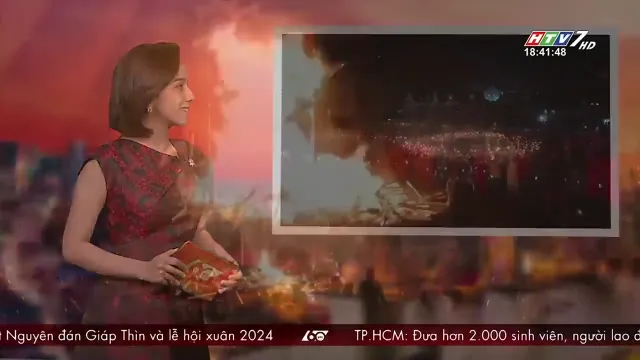 HTV7 HD
18:41:48
t Nguyên đán Giáp Thìn và lễ hội xuân 2024
60
TP.HCM: Đưa hơn 2.000 sinh viên, người lao đ